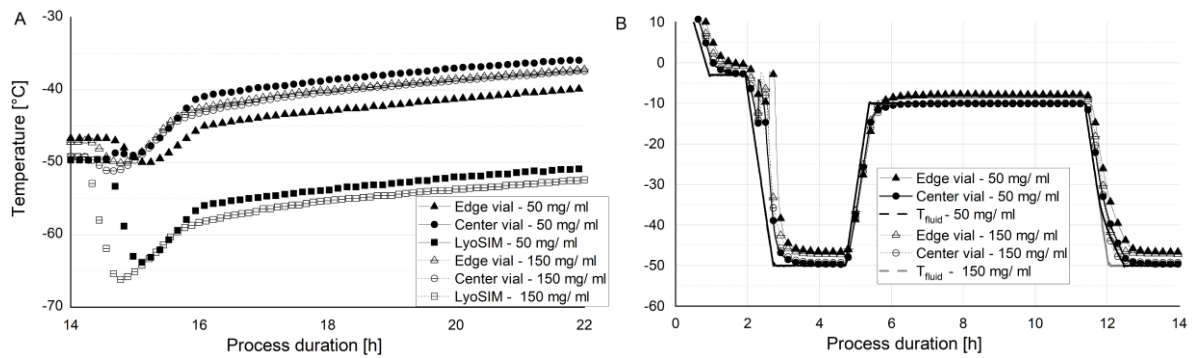 A
Temperature [°C]
-30
-40
-50
-60
-70
14
16
18
20
22
Process duration [h]
Edge vial - 50 mg/ ml
Center vial - 50 mg/ ml
LyoSIM - 50 mg/ ml
Edge vial - 150 mg/ ml
Center vial - 150 mg/ ml
LyoSIM - 150 mg/ ml
B
10
0
-10
-20
-30
-40
-50
-60
0
2
4
6
8
10
12
14
Process duration [h]
Edge vial - 50 mg/ ml
Center vial - 50 mg/ ml
Tfluid - 50 mg/ ml
Edge vial - 150 mg/ ml
Center vial - 150 mg/ ml
Tfluid - 150 mg/ ml